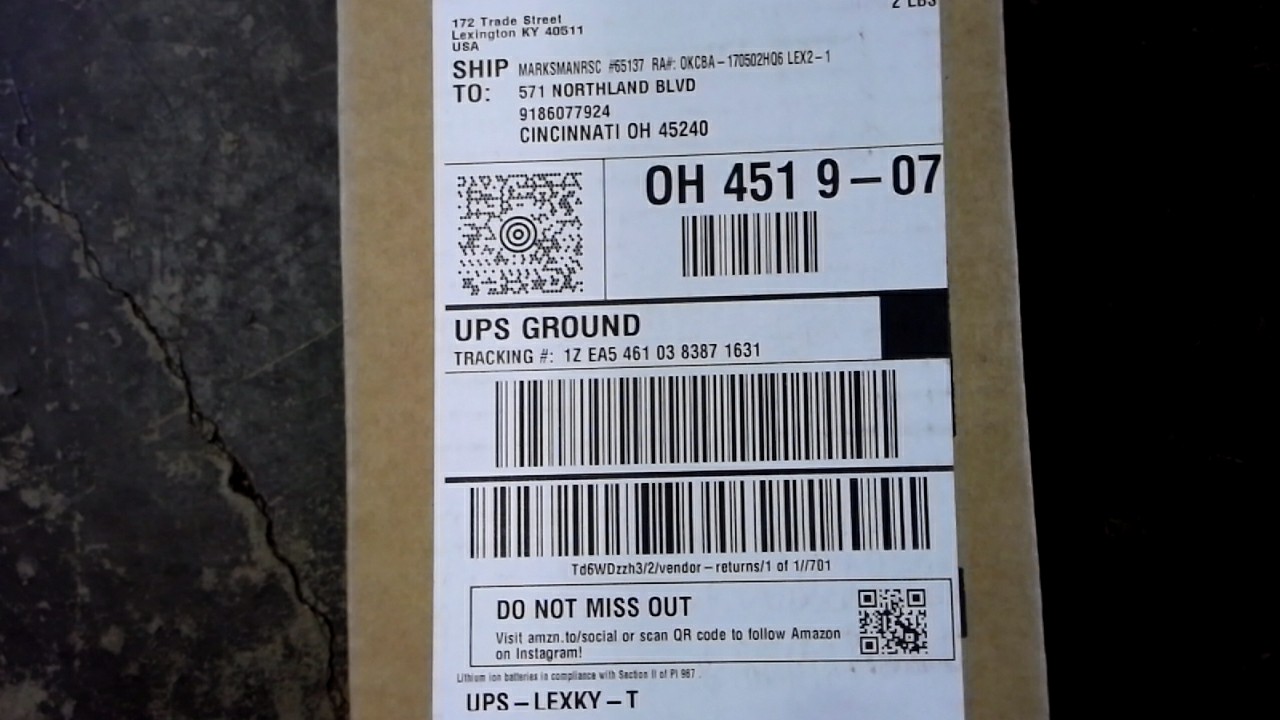 2 LBS
172 Trade Street
Lexington KY 40511
USA
SHIP TO: MARKSMANRSC #65137 RA#: OKCBA-170502HQ6 LEX2-1
571 NORTHLAND BLVD
9186077924
CINCINNATI OH 45240
OH 451 9-07
UPS GROUND
TRACKING #: 1Z EA5 461 03 8387 1631
Td6WDzzh3/2/vendor-returns/1 of 1//701
DO NOT MISS OUT
Visit amzn.to/social or scan QR code to follow Amazon
on Instagram!
Lithium ion batteries in compliance with Section II of PI 967.
UPS-LEXKY-T